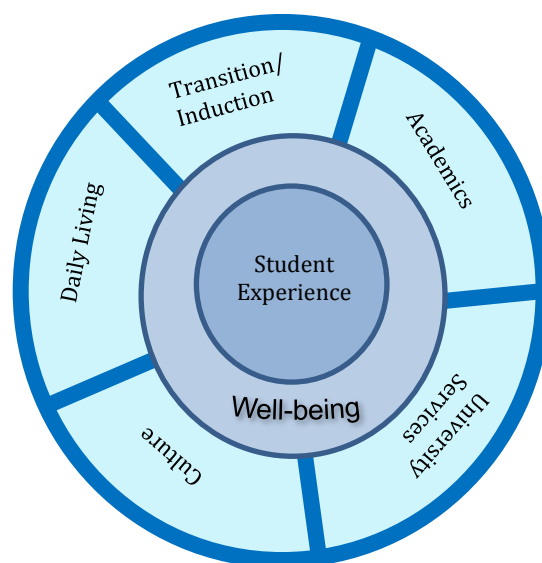 Transition/
Induction
Academics
Daily Living
Student
Experience
Well-being
University
Services
Culture